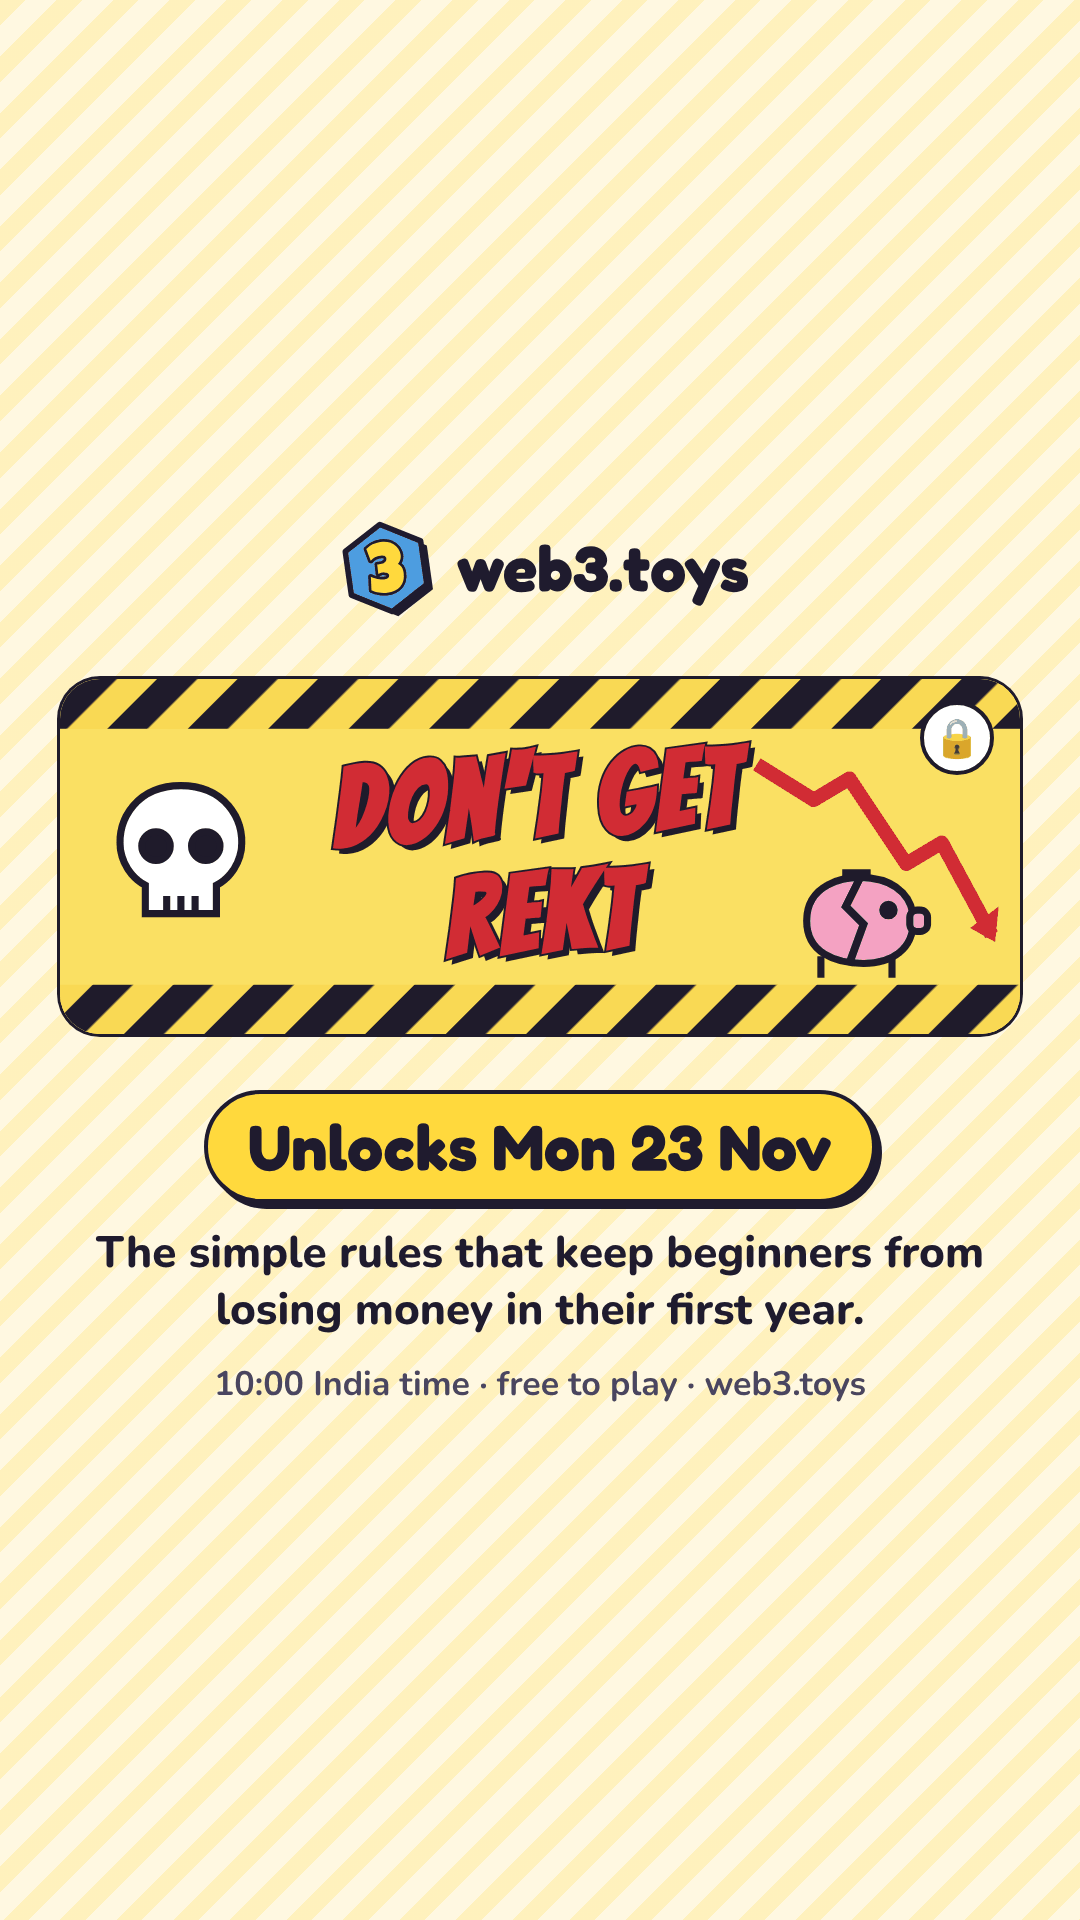 3 web3.toys
DON'T GET
REKT
Unlocks Mon 23 Nov
The simple rules that keep beginners from
losing money in their first year.
10:00 India time · free to play · web3.toys